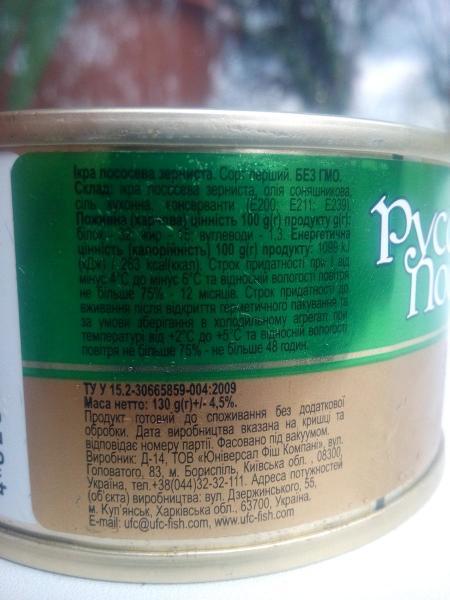 Ікра лососева зерниста. Сорт перший. БЕЗ ГМО.
Склад: ікра лососева зерниста, олія соняшникова,
сіль кухонна, консерванти (Е200, Е211, Е239)
Поживна (харчова) цінність 100 g(г) продукту g(г):
білок - 32, жир - 15, вуглеводи - 1.3. Енергетична
цінність (калорійність) 100 g(г) продукту: 1099 kJ
(кДж) / 263 kcal(ккал). Строк придатності при t від
мінус 4°С до мінус 6°С та відносній вологості повітря
не більше 75% - 12 місяців. Строк придатності до
вживання після відкриття герметичного пакування та
за умови зберігання в холодильному агрегаті при
температурі від +2°С до +5°С та відносній вологості
повітря не більше 75% - не більше 48 годин.
ТУ У 15.2-30665859-004:2009
Маса нетто: 130 g(г)+/- 4,5%.
Продукт готовий до споживання без додаткової
обробки. Дата виробництва вказана на кришці та
відповідає номеру партії. Фасовано під вакуумом.
Виробник: Д-14, ТОВ «Юніверсал Фіш Компані», вул.
Головатого, 83, м. Бориспіль, Київська обл., 08300,
Україна, тел.+38(044)32-32-111. Адреса потужностей
(об'єкта) виробництва: вул. Дзержинського, 55,
м. Куп'янськ, Харківська обл., 63700, Україна.
E-mail: ufc@ufc-fish.com, www.ufc-fish.com